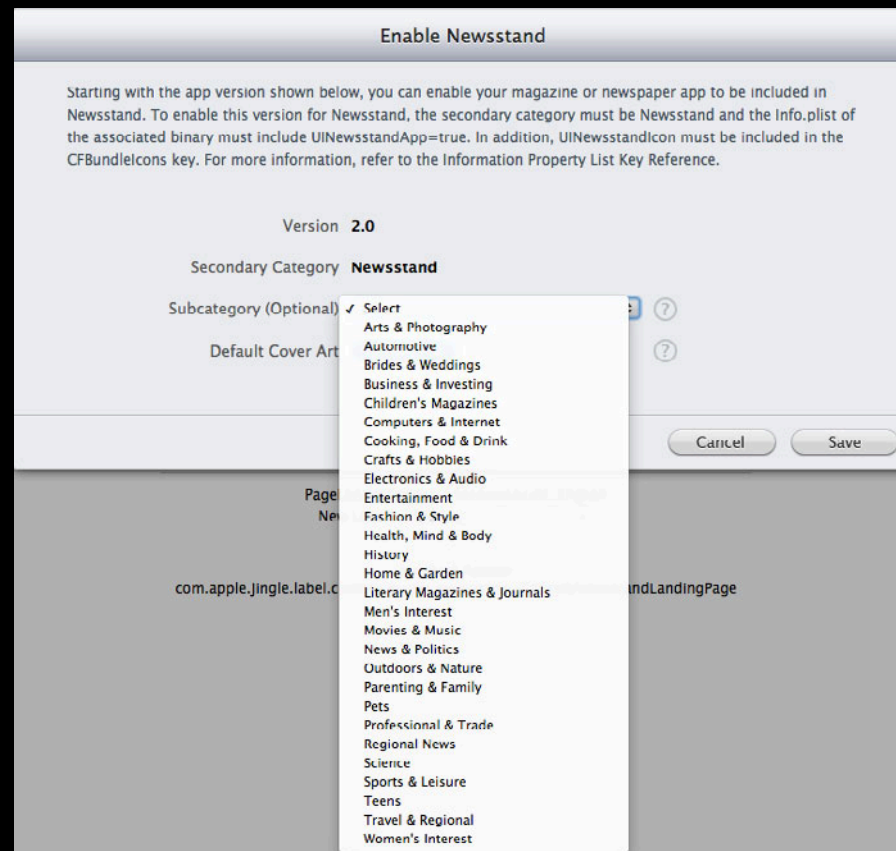 Enable Newsstand
Starting with the app version shown below, you can enable your magazine or newspaper app to be included in
Newsstand. To enable this version for Newsstand, the secondary category must be Newsstand and the Info.plist of
the associated binary must include UINewsstandApp=true. In addition, UINewsstandIcon must be included in the
CFBundleIcons key. For more information, refer to the Information Property List Key Reference.
Version 2.0
Secondary Category Newsstand
Subcategory (Optional) ✓ Select ?
Arts & Photography
Default Cover Art Automotive ?
Brides & Weddings
Business & Investing
Children's Magazines
Computers & Internet
Cooking, Food & Drink Cancel Save
Crafts & Hobbies
Electronics & Audio
Page Entertainment
New Fashion & Style
Health, Mind & Body
History
Home & Garden
com.apple.Jingle.label.c Literary Magazines & Journals andLandingPage
Men's Interest
Movies & Music
News & Politics
Outdoors & Nature
Parenting & Family
Pets
Professional & Trade
Regional News
Science
Sports & Leisure
Teens
Travel & Regional
Women's Interest